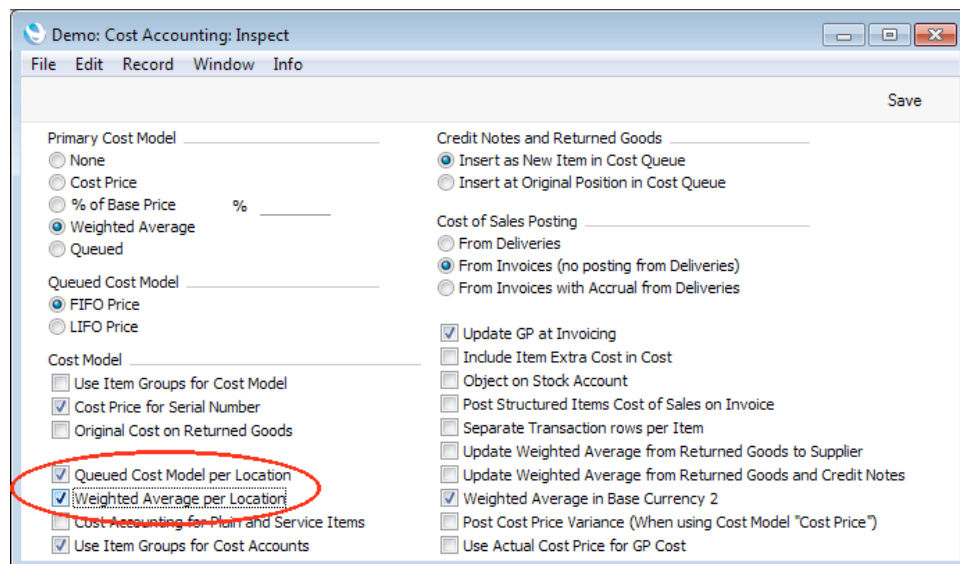 Demo: Cost Accounting: Inspect
File Edit Record Window Info
Save
Primary Cost Model
None
Cost Price
% of Base Price %
Weighted Average
Queued
Queued Cost Model
FIFO Price
LIFO Price
Cost Model
Use Item Groups for Cost Model
Cost Price for Serial Number
Original Cost on Returned Goods
Queued Cost Model per Location
Weighted Average per Location
Cost Accounting for Plain and Service Items
Use Item Groups for Cost Accounts
Credit Notes and Returned Goods
Insert as New Item in Cost Queue
Insert at Original Position in Cost Queue
Cost of Sales Posting
From Deliveries
From Invoices (no posting from Deliveries)
From Invoices with Accrual from Deliveries
Update GP at Invoicing
Include Item Extra Cost in Cost
Object on Stock Account
Post Structured Items Cost of Sales on Invoice
Separate Transaction rows per Item
Update Weighted Average from Returned Goods to Supplier
Update Weighted Average from Returned Goods and Credit Notes
Weighted Average in Base Currency 2
Post Cost Price Variance (When using Cost Model "Cost Price")
Use Actual Cost Price for GP Cost